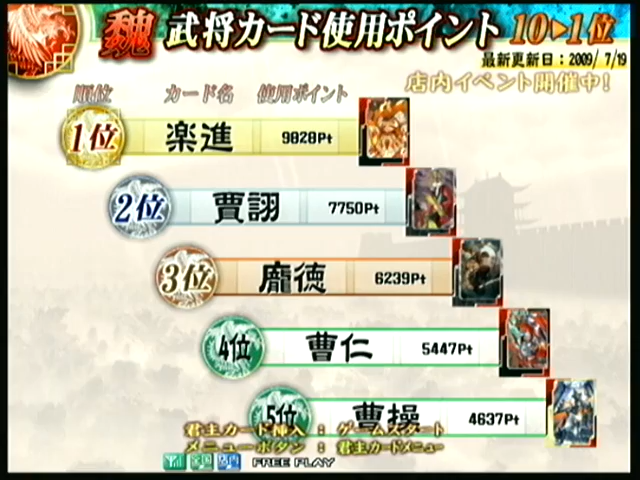 魏 武将カード使用ポイント 10▶1位
最新更新日：2009/ 7/19
店内イベント開催中!
順位 カード名 使用ポイント
1位 楽進 9828Pt
2位 賈詡 7750Pt
3位 龐徳 6239Pt
4位 曹仁 5447Pt
5位 曹操 4637Pt
君主カード挿入 : ゲームスタート
メニューボタン : 君主カードメニュー
FREE PLAY